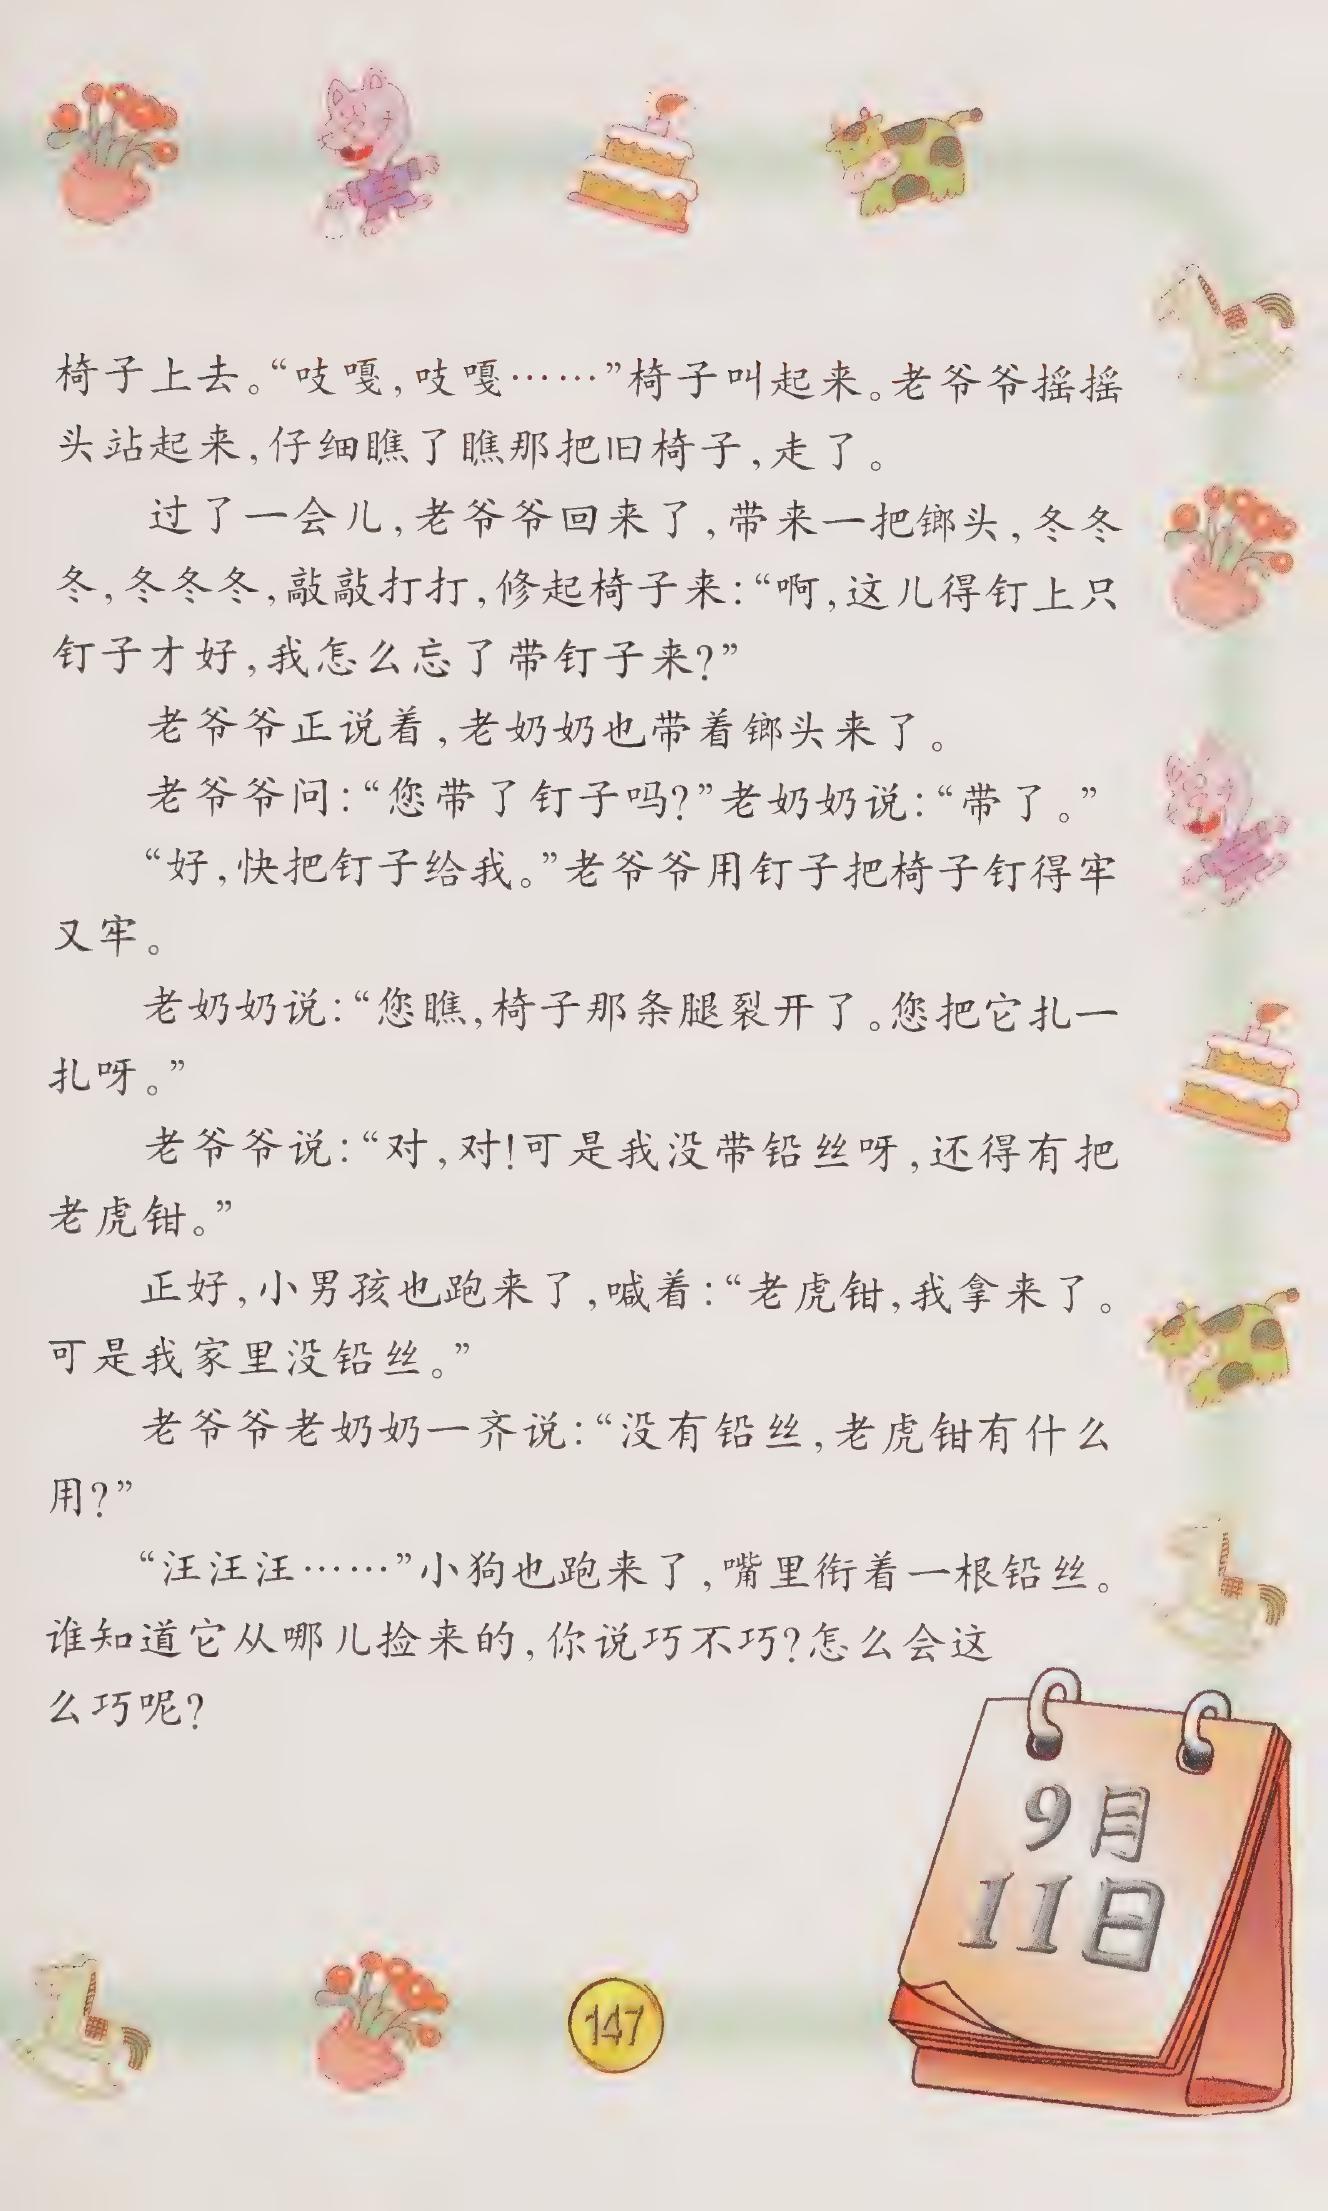 椅子上去。“吱嘎,吱嘎……”椅子叫起来。老爷爷摇摇
头站起来,仔细瞧了瞧那把旧椅子,走了。
过了一会儿,老爷爷回来了,带来一把锒头,冬冬
冬,冬冬冬,敲敲打打,修起椅子来:“啊,这儿得钉上只
钉子才好,我怎么忘了带钉子来?”
老爷爷正说着,老奶奶也带着锒头来了。
老爷爷问:“您带了钉子吗?”老奶奶说:“带了。”
“好,快把钉子给我。”老爷爷用钉子把椅子钉得牢
又牢。
老奶奶说:“您瞧,椅子那条腿裂开了。您把它扎一
扎呀。”
老爷爷说:“对,对!可是我没带铅丝呀,还得有把
老虎钳。”
正好,小男孩也跑来了,喊着:“老虎钳,我拿来了。
可是我家里没铅丝。”
老爷爷老奶奶一齐说:“没有铅丝,老虎钳有什么
用?”
“汪汪汪……”小狗也跑来了,嘴里衔着一根铅丝。
谁知道它从哪儿捡来的,你说巧不巧?怎么会这
么巧呢?
9月
11日
147